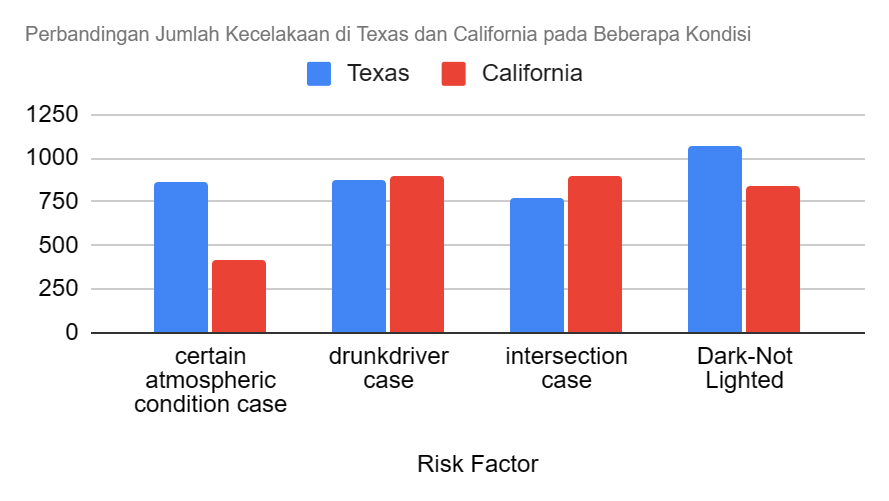 Perbandingan Jumlah Kecelakaan di Texas dan California pada Beberapa Kondisi
Texas California
1250
1000
750
500
250
0
certain
atmospheric
condition case
drunkdriver
case
intersection
case
Dark-Not
Lighted
Risk Factor